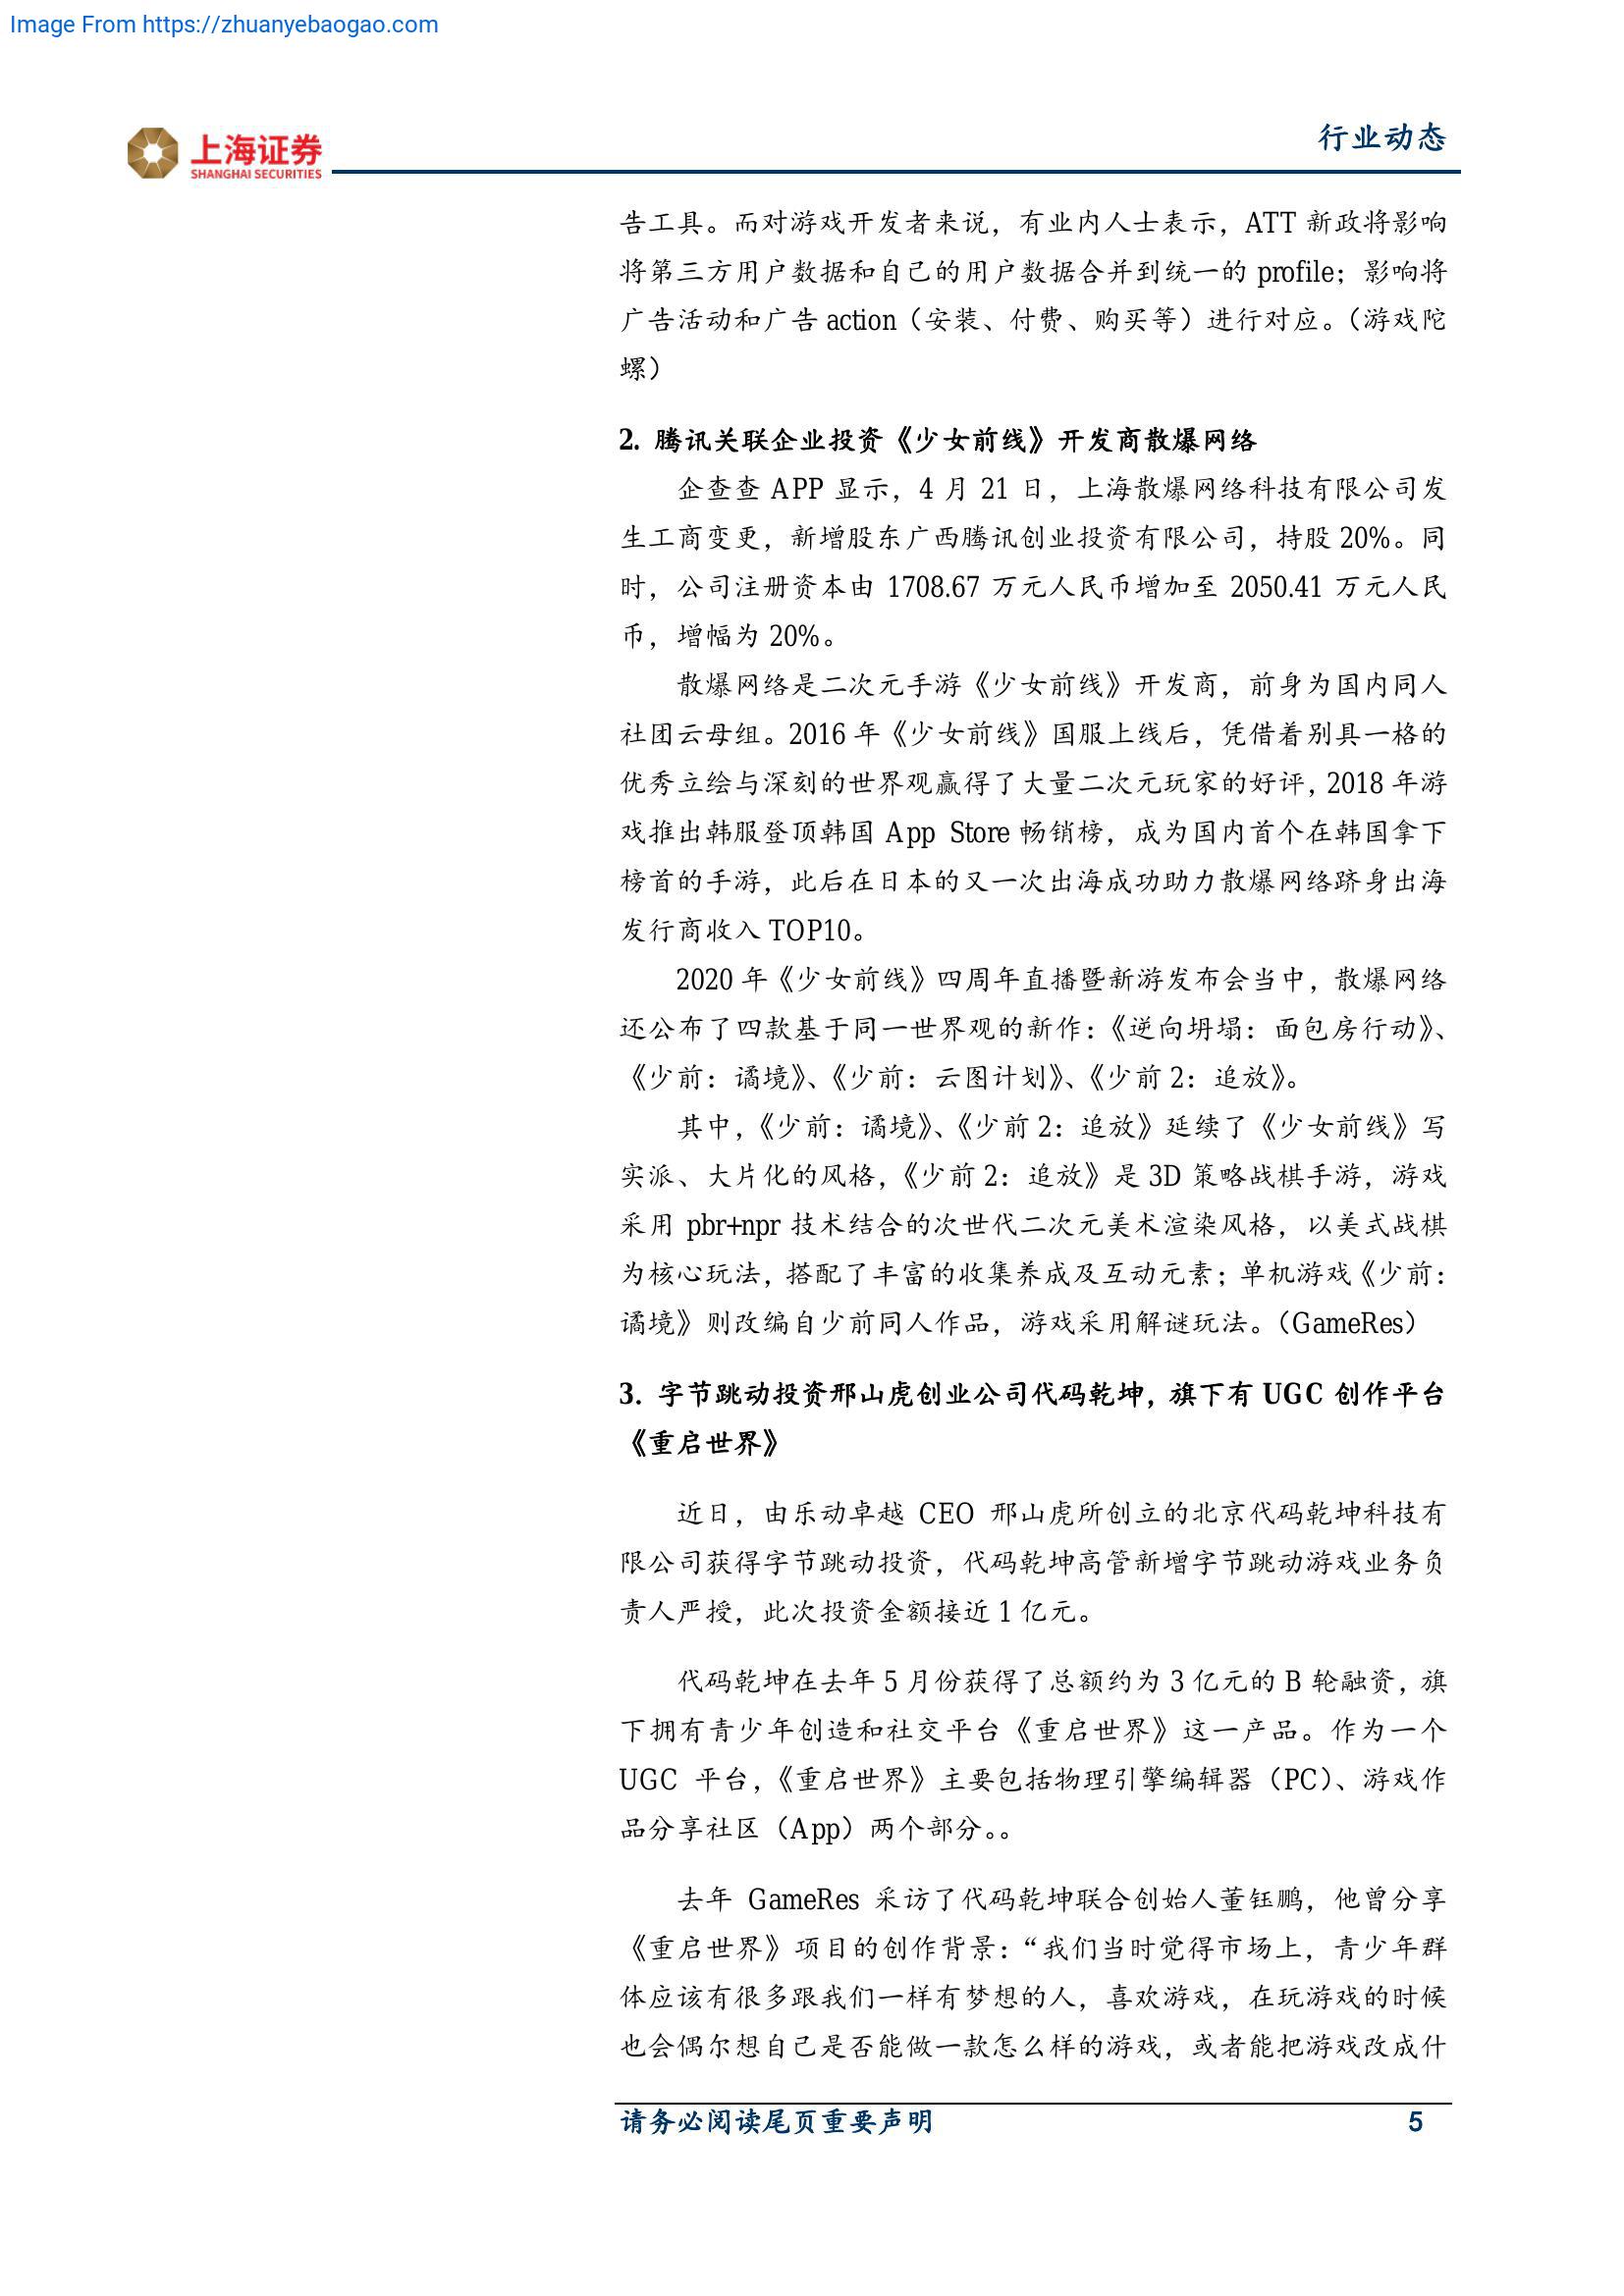 Image From https://zhuanyebaogao.com
上海证券
SHANGHAI SECURITIES
行业动态
告工具。而对游戏开发者来说，有业内人士表示，ATT 新政将影响
将第三方用户数据和自己的用户数据合并到统一的 profile；影响将
广告活动和广告 action（安装、付费、购买等）进行对应。（游戏陀
螺）
2. 腾讯关联企业投资《少女前线》开发商散爆网络
企查查 APP 显示，4 月 21 日，上海散爆网络科技有限公司发
生工商变更，新增股东广西腾讯创业投资有限公司，持股 20%。同
时，公司注册资本由 1708.67 万元人民币增加至 2050.41 万元人民
币，增幅为 20%。
散爆网络是二次元手游《少女前线》开发商，前身为国内同人
社团云母组。2016 年《少女前线》国服上线后，凭借着别具一格的
优秀立绘与深刻的世界观赢得了大量二次元玩家的好评，2018 年游
戏推出韩服登顶韩国 App Store 畅销榜，成为国内首个在韩国拿下
榜首的手游，此后在日本的又一次出海成功助力散爆网络跻身出海
发行商收入 TOP10。
2020 年《少女前线》四周年直播暨新游发布会当中，散爆网络
还公布了四款基于同一世界观的新作：《逆向坍塌：面包房行动》、
《少前：谲境》、《少前：云图计划》、《少前 2：追放》。
其中，《少前：谲境》、《少前 2：追放》延续了《少女前线》写
实派、大片化的风格，《少前 2：追放》是 3D 策略战棋手游，游戏
采用 pbr+npr 技术结合的次世代二次元美术渲染风格，以美式战棋
为核心玩法，搭配了丰富的收集养成及互动元素；单机游戏《少前：
谲境》则改编自少前同人作品，游戏采用解谜玩法。（GameRes）
3. 字节跳动投资邢山虎创业公司代码乾坤，旗下有 UGC 创作平台
《重启世界》
近日，由乐动卓越 CEO 邢山虎所创立的北京代码乾坤科技有
限公司获得字节跳动投资，代码乾坤高管新增字节跳动游戏业务负
责人严授，此次投资金额接近 1 亿元。
代码乾坤在去年 5 月份获得了总额约为 3 亿元的 B 轮融资，旗
下拥有青少年创造和社交平台《重启世界》这一产品。作为一个
UGC 平台，《重启世界》主要包括物理引擎编辑器（PC）、游戏作
品分享社区（App）两个部分。。
去年 GameRes 采访了代码乾坤联合创始人董钰鹏，他曾分享
《重启世界》项目的创作背景：“我们当时觉得市场上，青少年群
体应该有很多跟我们一样有梦想的人，喜欢游戏，在玩游戏的时候
也会偶尔想自己是否能做一款怎么样的游戏，或者能把游戏改成什
请务必阅读尾页重要声明
5